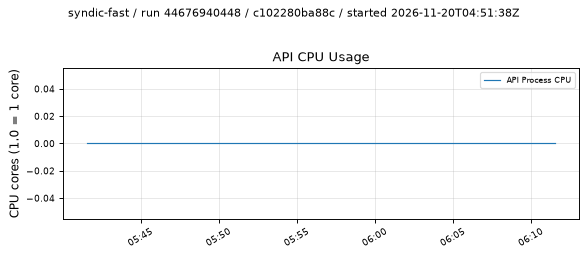 syndic-fast / run 44676940448 / c102280ba88c / started 2026-11-20T04:51:38Z
API CPU Usage
API Process CPU
CPU cores (1.0 = 1 core)
0.04
0.02
0.00
−0.02
−0.04
05:45
05:50
05:55
06:00
06:05
06:10